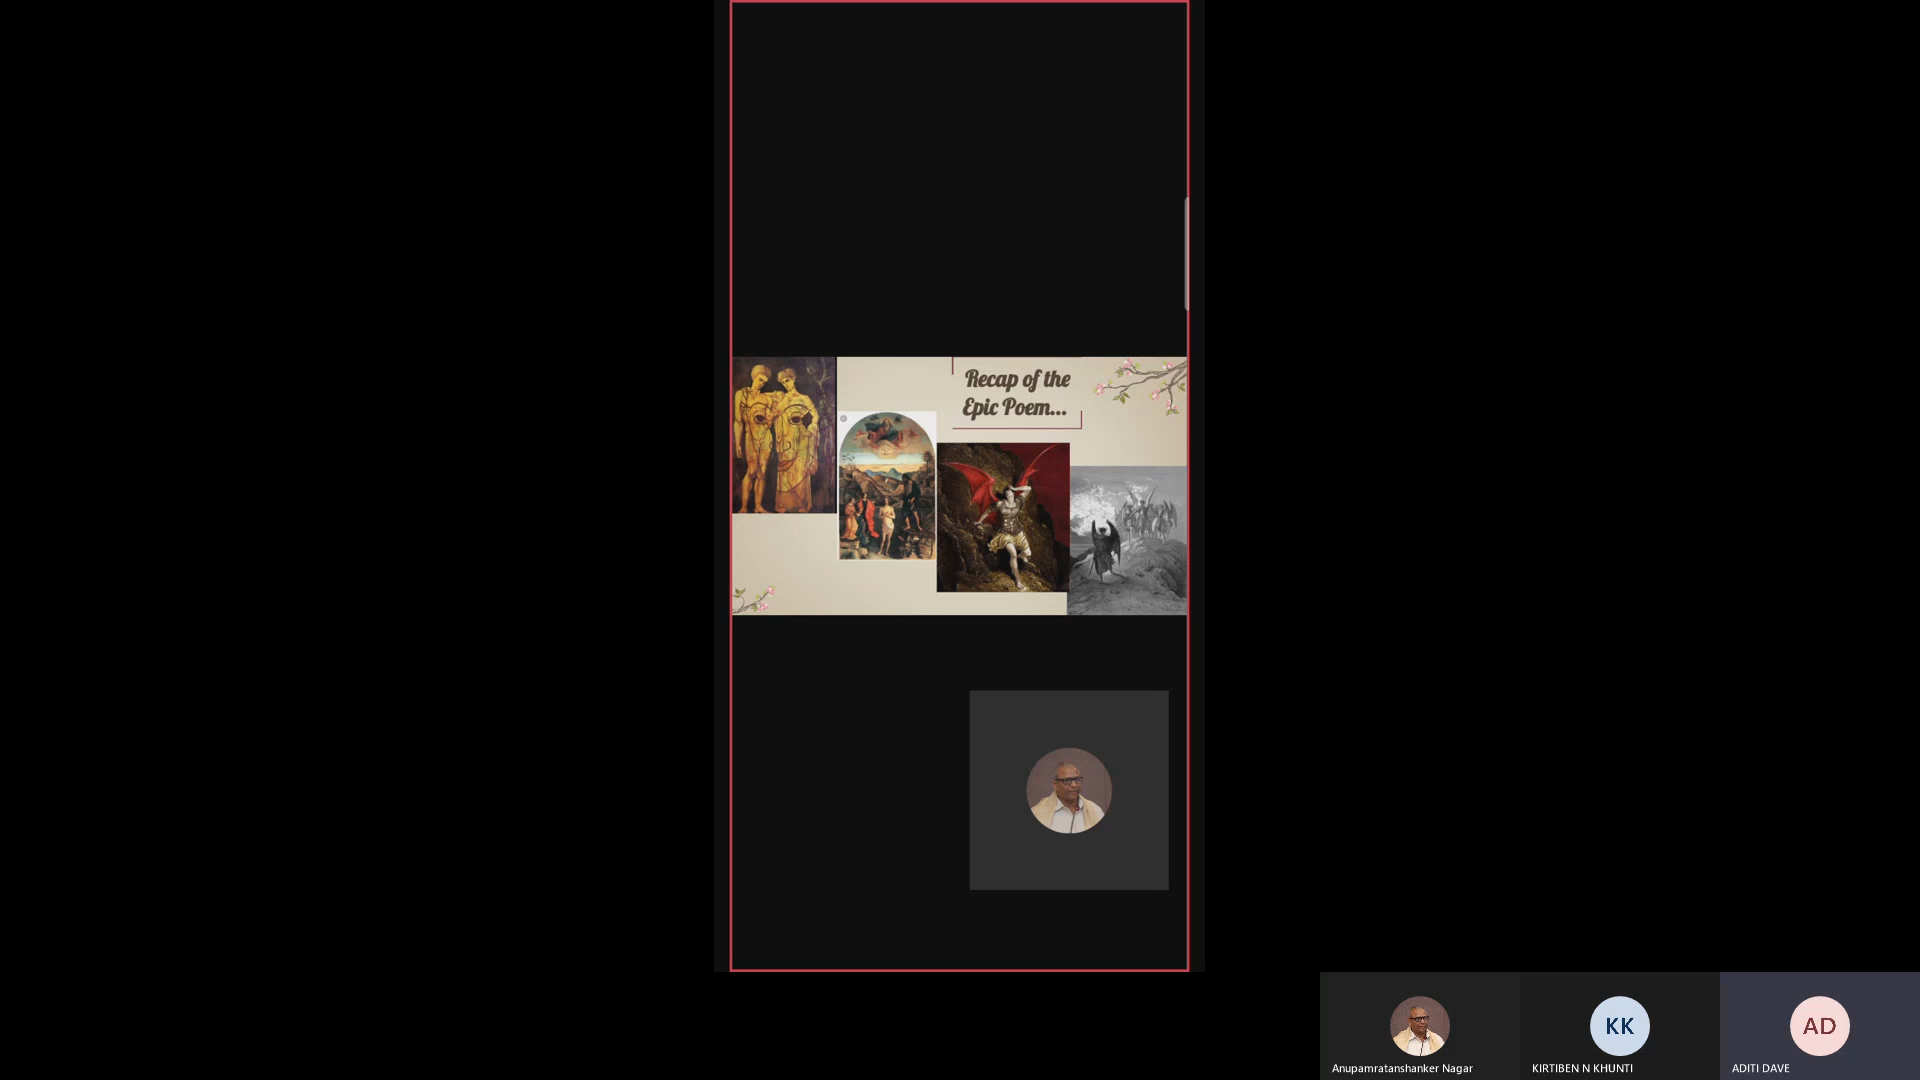 Recap of the
Epic Poem...
Anupamratanshanker Nagar
KK
KIRTIBEN N KHUNTI
AD
ADITI DAVE